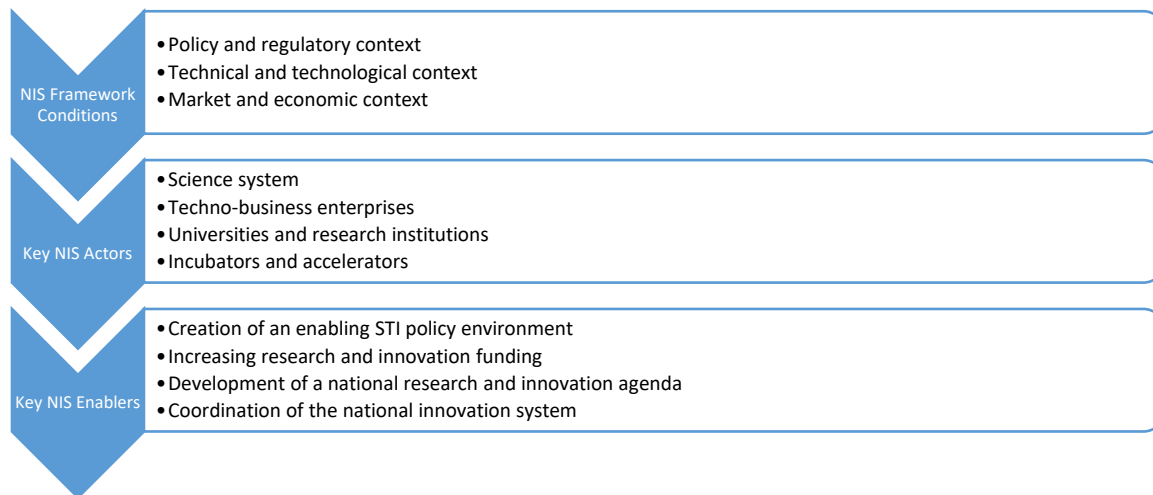 NIS Framework
Conditions
•Policy and regulatory context
•Technical and technological context
•Market and economic context
Key NIS Actors
•Science system
•Techno-business enterprises
•Universities and research institutions
•Incubators and accelerators
Key NIS Enablers
•Creation of an enabling STI policy environment
•Increasing research and innovation funding
•Development of a national research and innovation agenda
•Coordination of the national innovation system